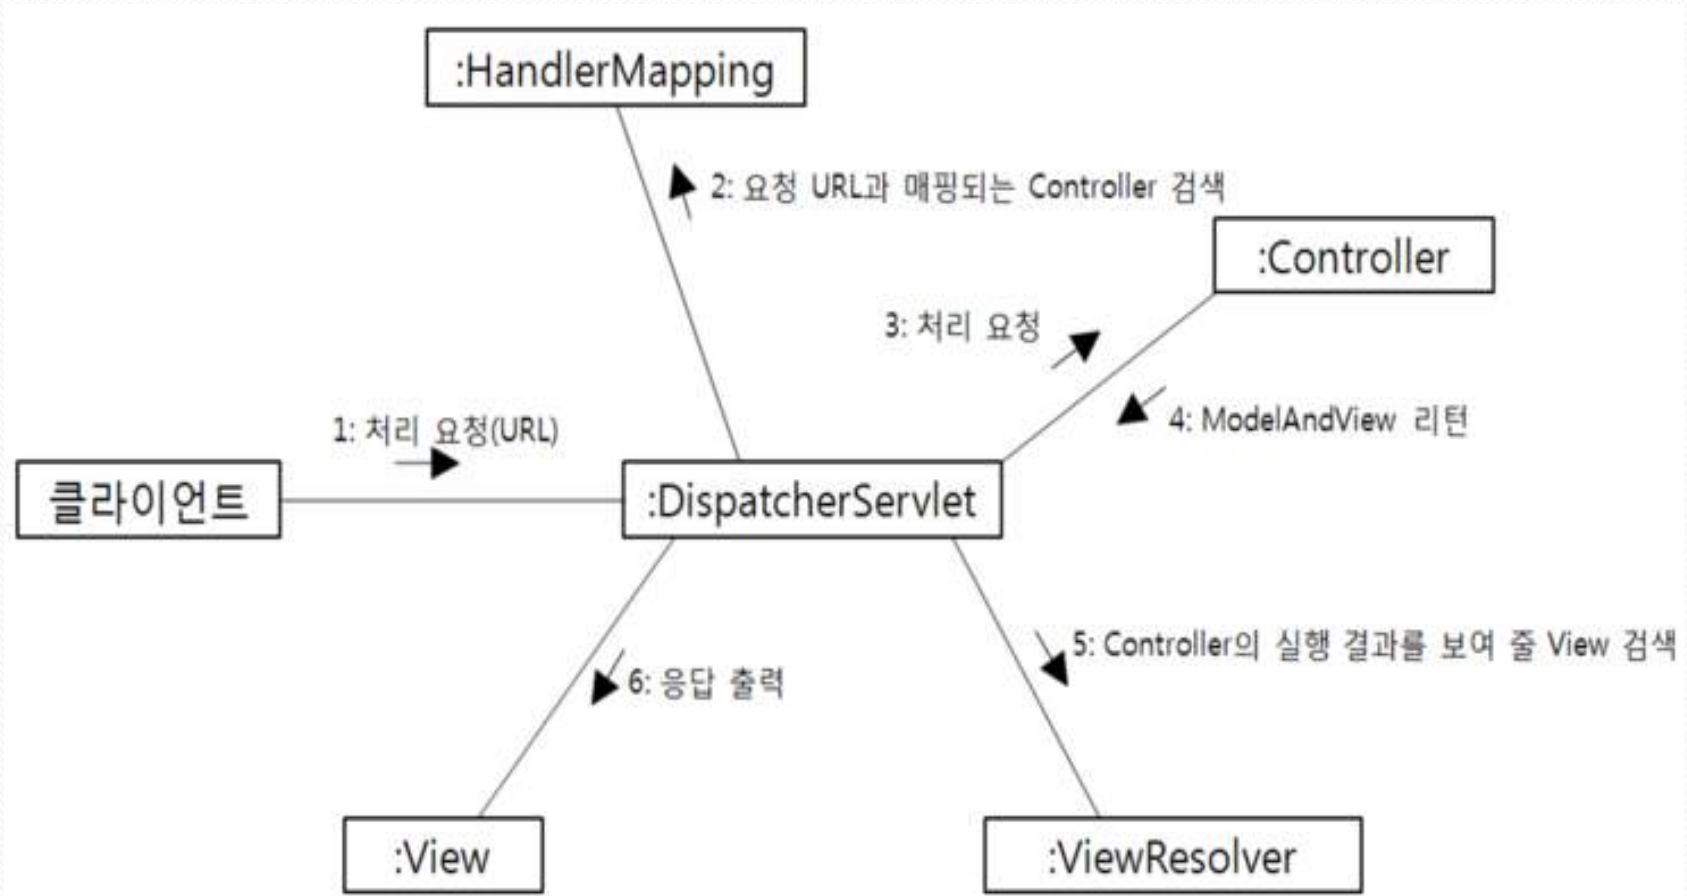 :HandlerMapping
2: 요청 URL과 매핑되는 Controller 검색
:Controller
3: 처리 요청
4: ModelAndView 리턴
1: 처리 요청(URL)
클라이언트
:DispatcherServlet
5: Controller의 실행 결과를 보여 줄 View 검색
6: 응답 출력
:View
:ViewResolver